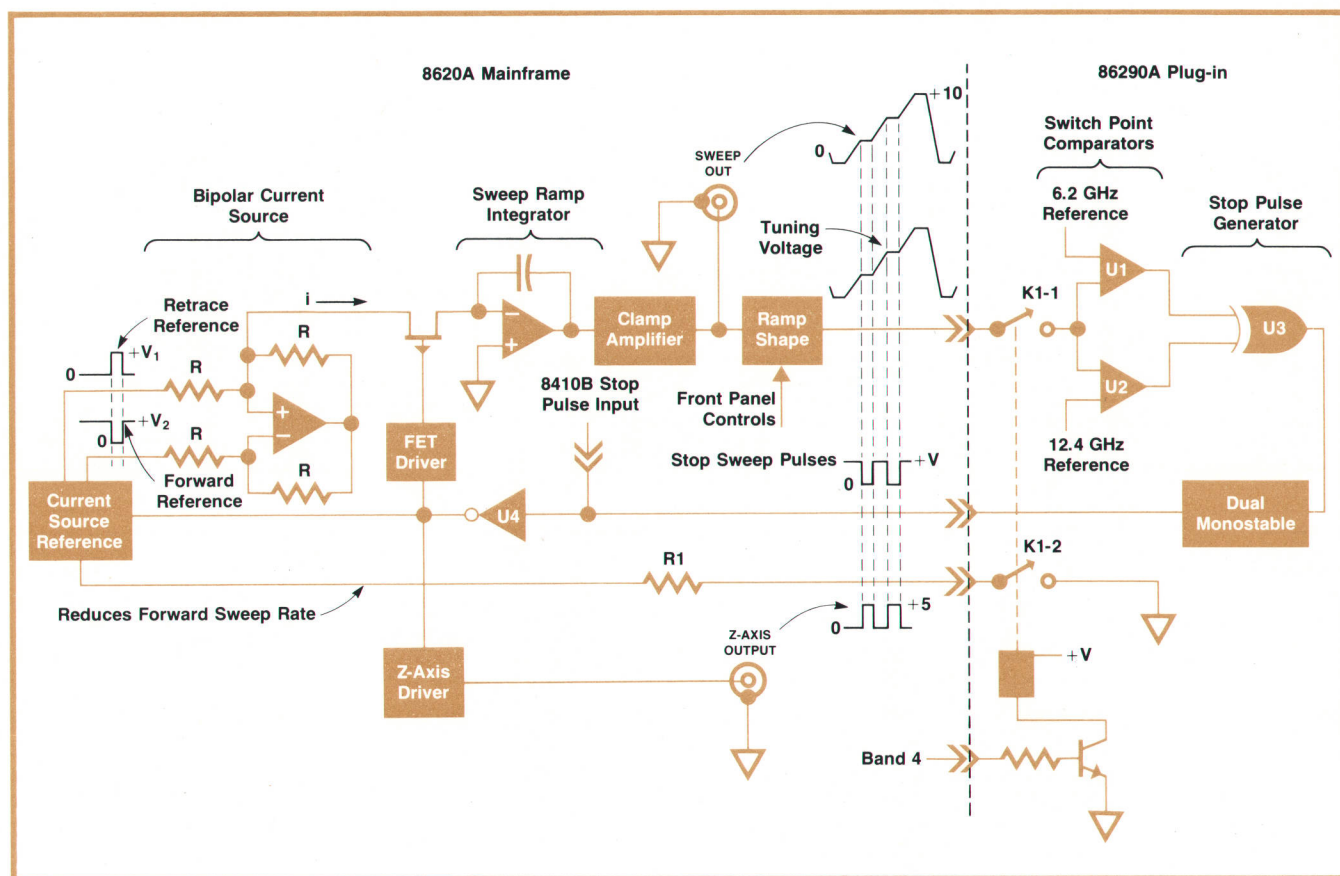 8620A Mainframe
86290A Plug-in
+10
0
SWEEP
OUT
Switch Point
Comparators
6.2 GHz
Reference
Stop Pulse
Generator
Bipolar Current
Source
Sweep Ramp
Integrator
Tuning
Voltage
Retrace
Reference
i
R
+V1
0
R
Clamp
Amplifier
Ramp
Shape
K1-1
U1
U3
U2
+V2
0
R
Forward
Reference
R
FET
Driver
8410B Stop
Pulse Input
Front Panel
Controls
12.4 GHz
Reference
Stop Sweep Pulses
+V
0
Current
Source
Reference
U4
Dual
Monostable
R1
K1-2
Reduces Forward Sweep Rate
+5
0
Z-AXIS
OUTPUT
Z-Axis
Driver
+V
Band 4